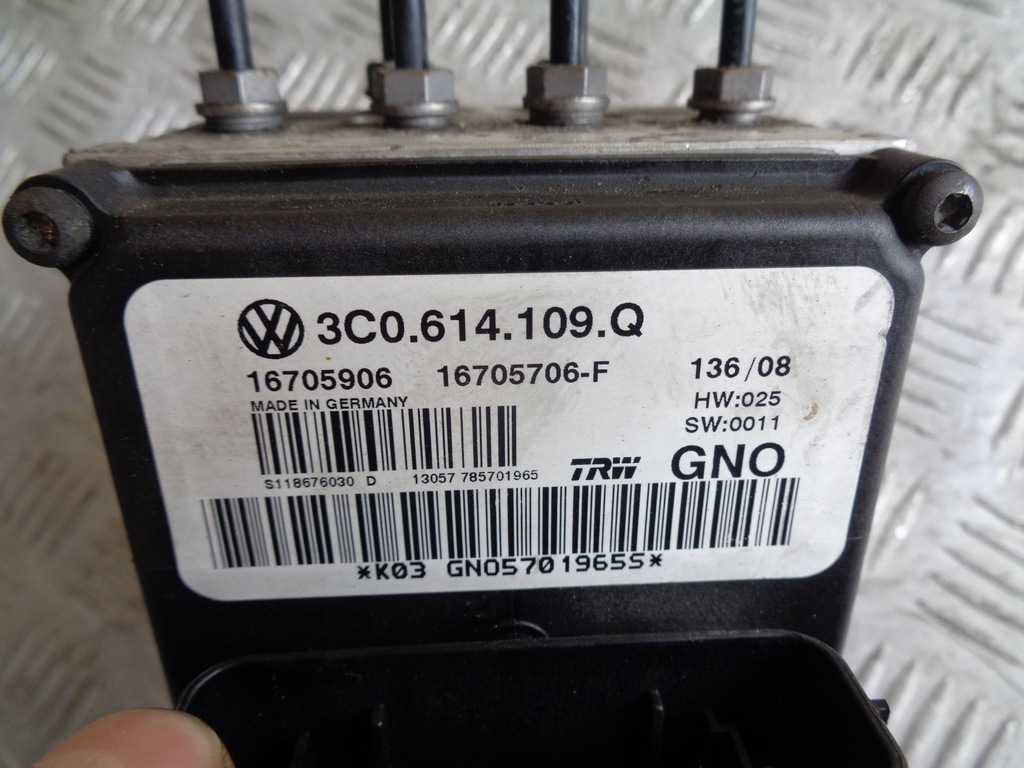 3C0.614.109.Q
16705906 16705706-F 136/08
MADE IN GERMANY HW:025
SW:0011
S118676030 D 13057 785701965
TRW GNO
*K03 GNO5701965S*